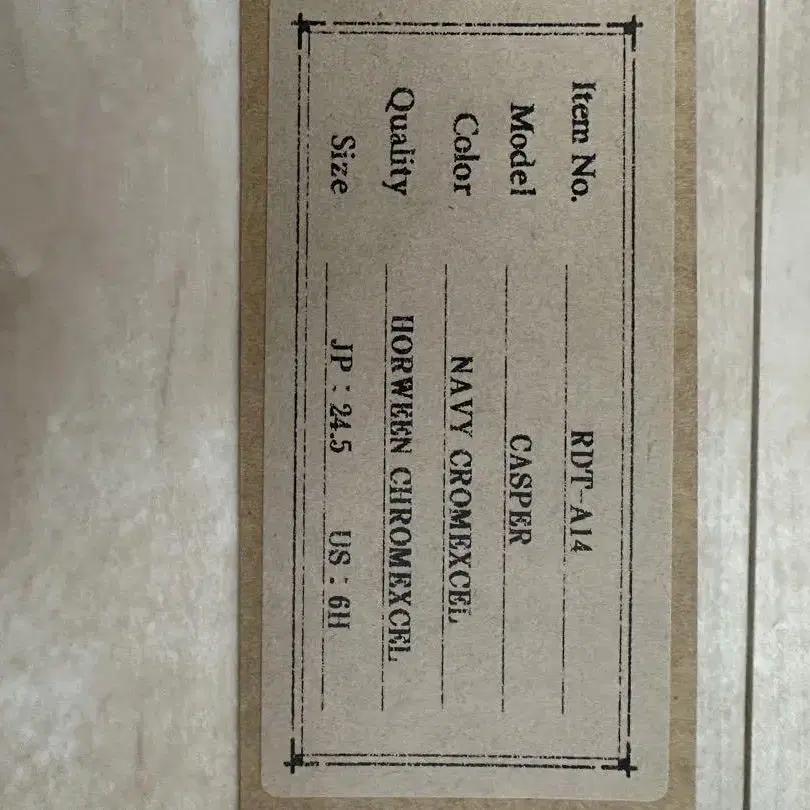 Item No. RDT-A14
Model CASPER
Color NAVY CROMEXCEL
Quality HORWEEN CHROMEXCEL
Size JP : 24.5 US : 6H